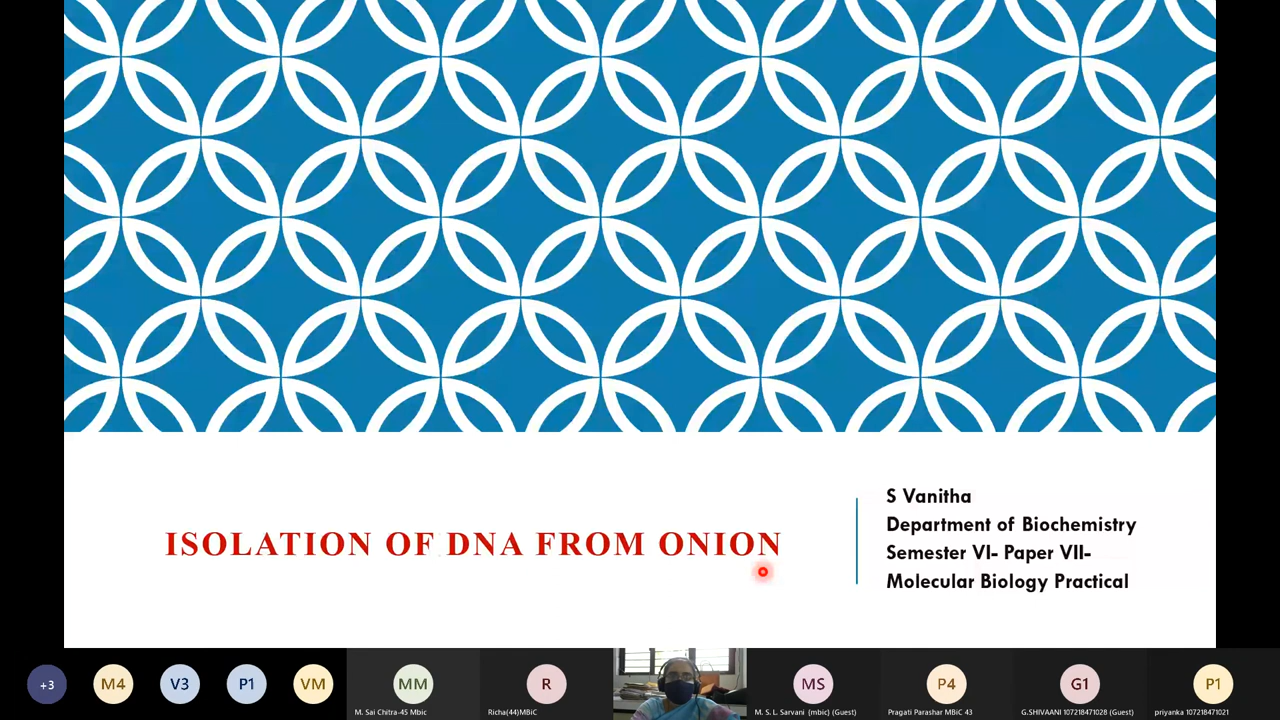 ISOLATION OF DNA FROM ONION
S Vanitha
Department of Biochemistry
Semester VI- Paper VII-
Molecular Biology Practical
+3
M4
V3
P1
VM
MM
M. Sai Chitra-45 Mbic
R
Richa(44)MBiC
MS
M. S. L. Sarvani (mbic) (Guest)
P4
Pragati Parashar MBiC 43
G1
G.SHIVAANI 107218471028 (Guest)
P1
priyanka 107218471021